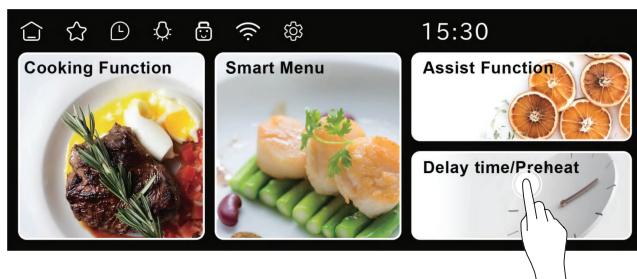 15:30
Cooking Function
Smart Menu
Assist Function
Delay time/Preheat